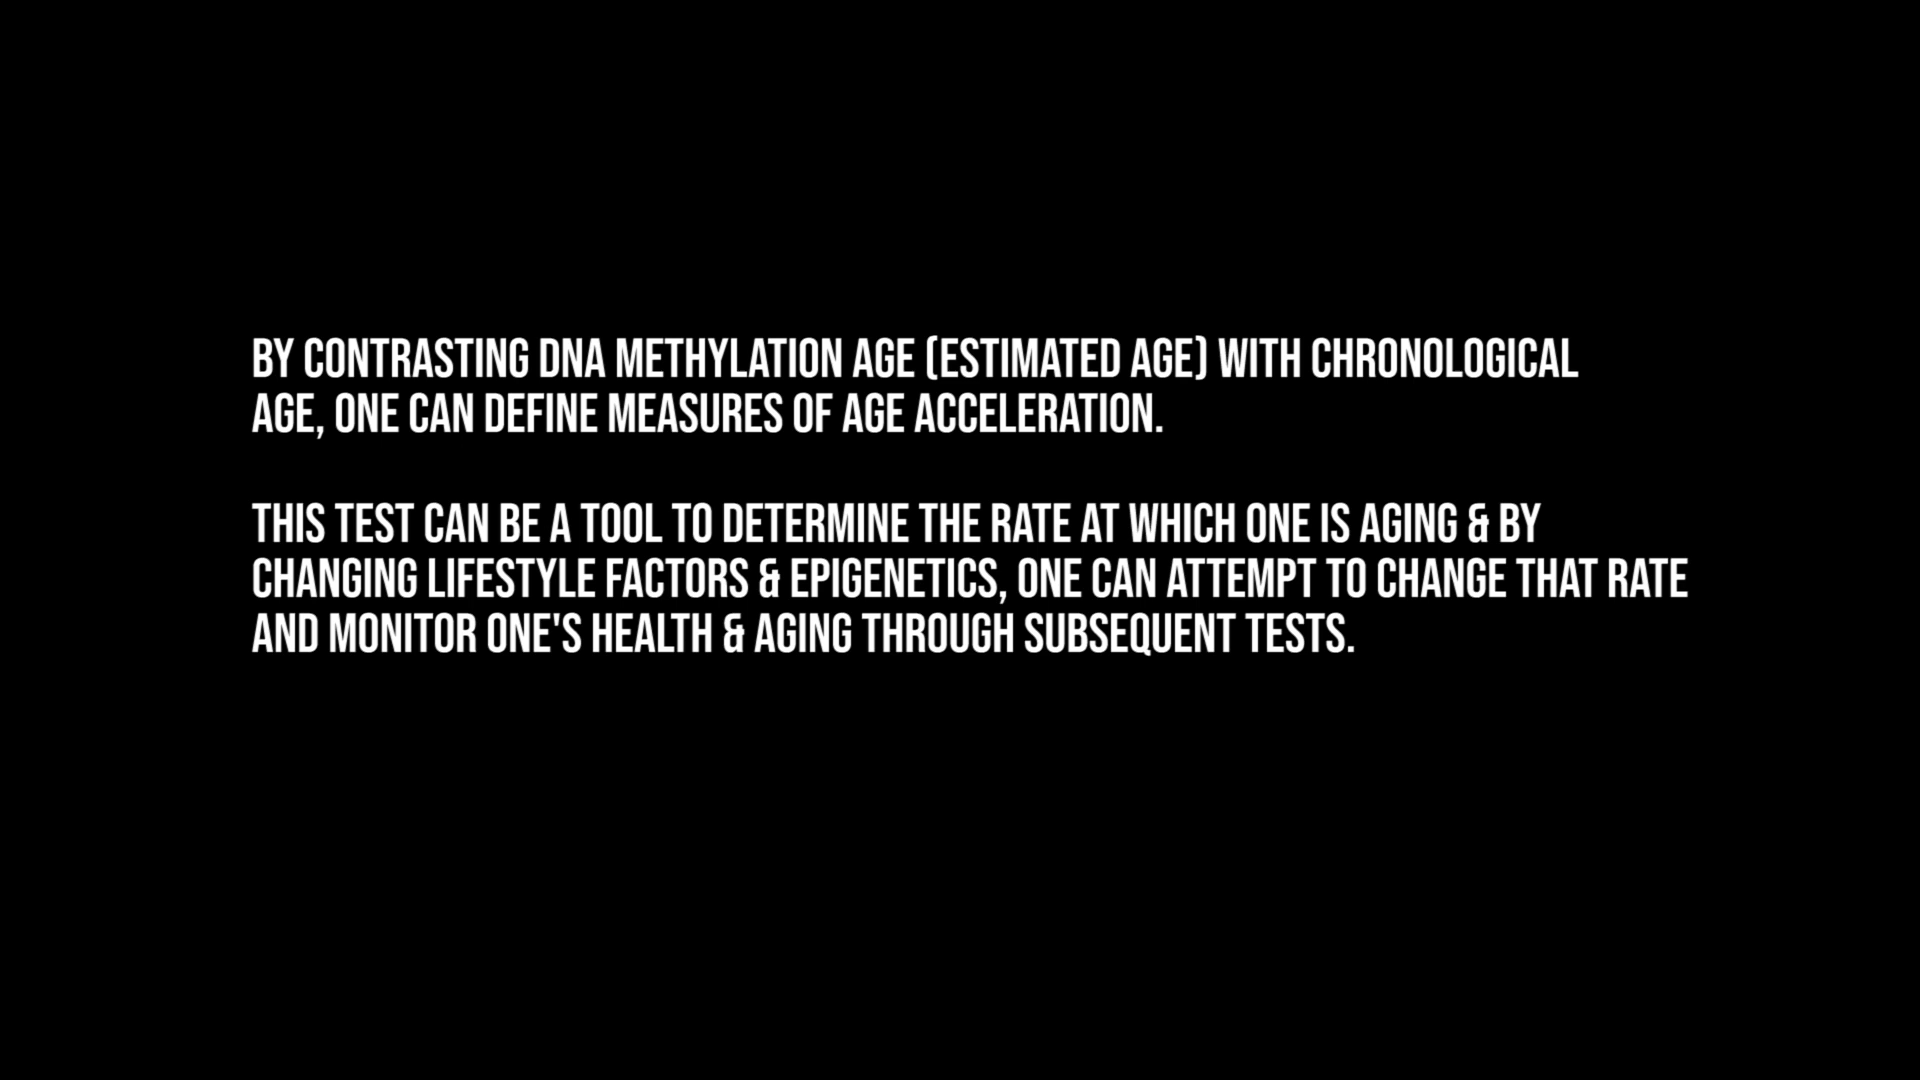 BY CONTRASTING DNA METHYLATION AGE (ESTIMATED AGE) WITH CHRONOLOGICAL
AGE, ONE CAN DEFINE MEASURES OF AGE ACCELERATION.
THIS TEST CAN BE A TOOL TO DETERMINE THE RATE AT WHICH ONE IS AGING & BY
CHANGING LIFESTYLE FACTORS & EPIGENETICS, ONE CAN ATTEMPT TO CHANGE THAT RATE
AND MONITOR ONE'S HEALTH & AGING THROUGH SUBSEQUENT TESTS.